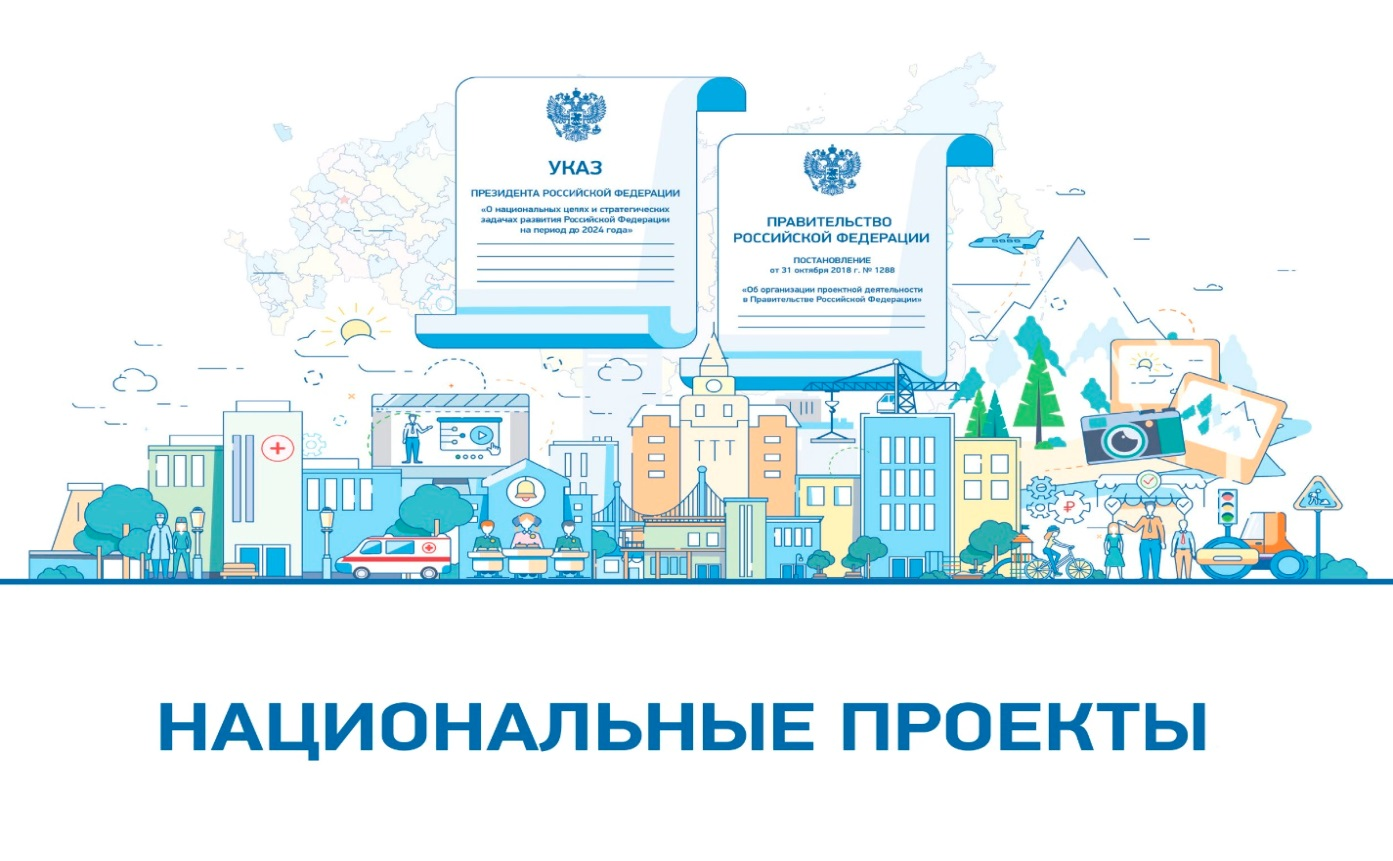 УКАЗ
ПРЕЗИДЕНТА РОССИЙСКОЙ ФЕДЕРАЦИИ
«О национальных целях и стратегических
задачах развития Российской Федерации
на период до 2024 года»
ПРАВИТЕЛЬСТВО
РОССИЙСКОЙ ФЕДЕРАЦИИ
ПОСТАНОВЛЕНИЕ
от 31 октября 2018 г. № 1288
«Об организации проектной деятельности
в Правительстве Российской Федерации»
₽
НАЦИОНАЛЬНЫЕ ПРОЕКТЫ